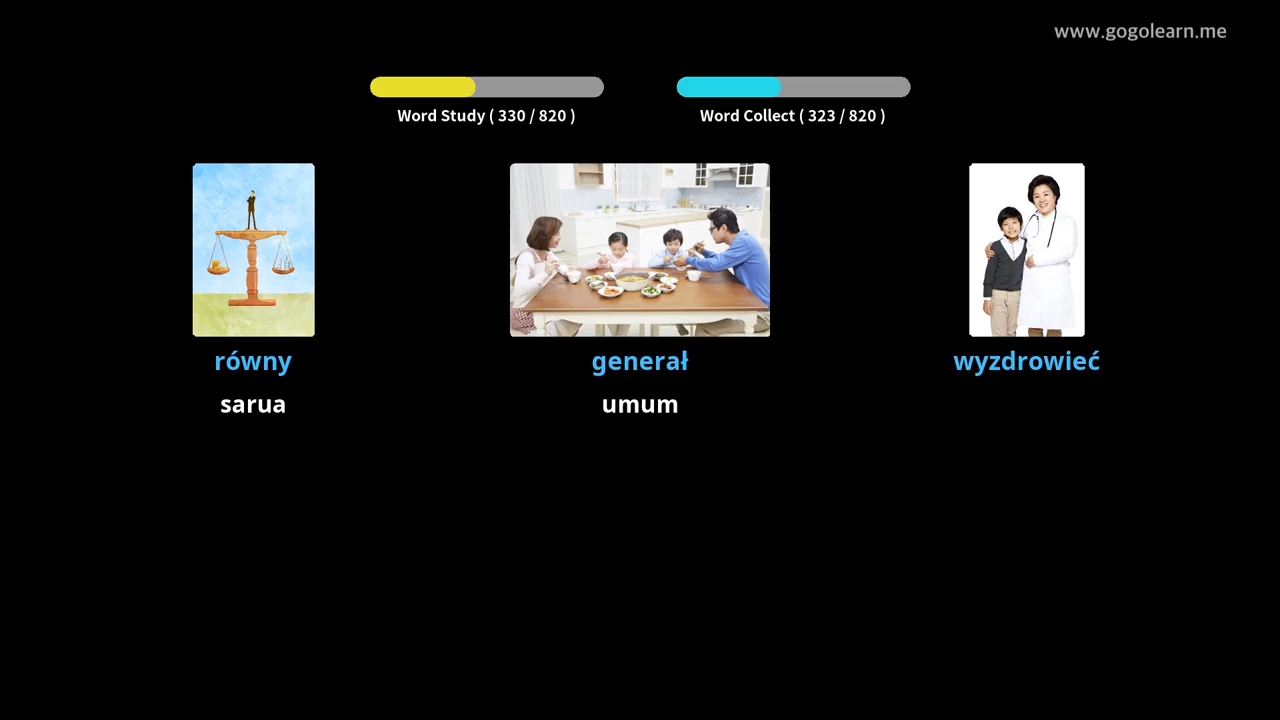 www.gogolearn.me
Word Study ( 330 / 820 )
Word Collect ( 323 / 820 )
równy
generał
wyzdrowieć
sarua
umum